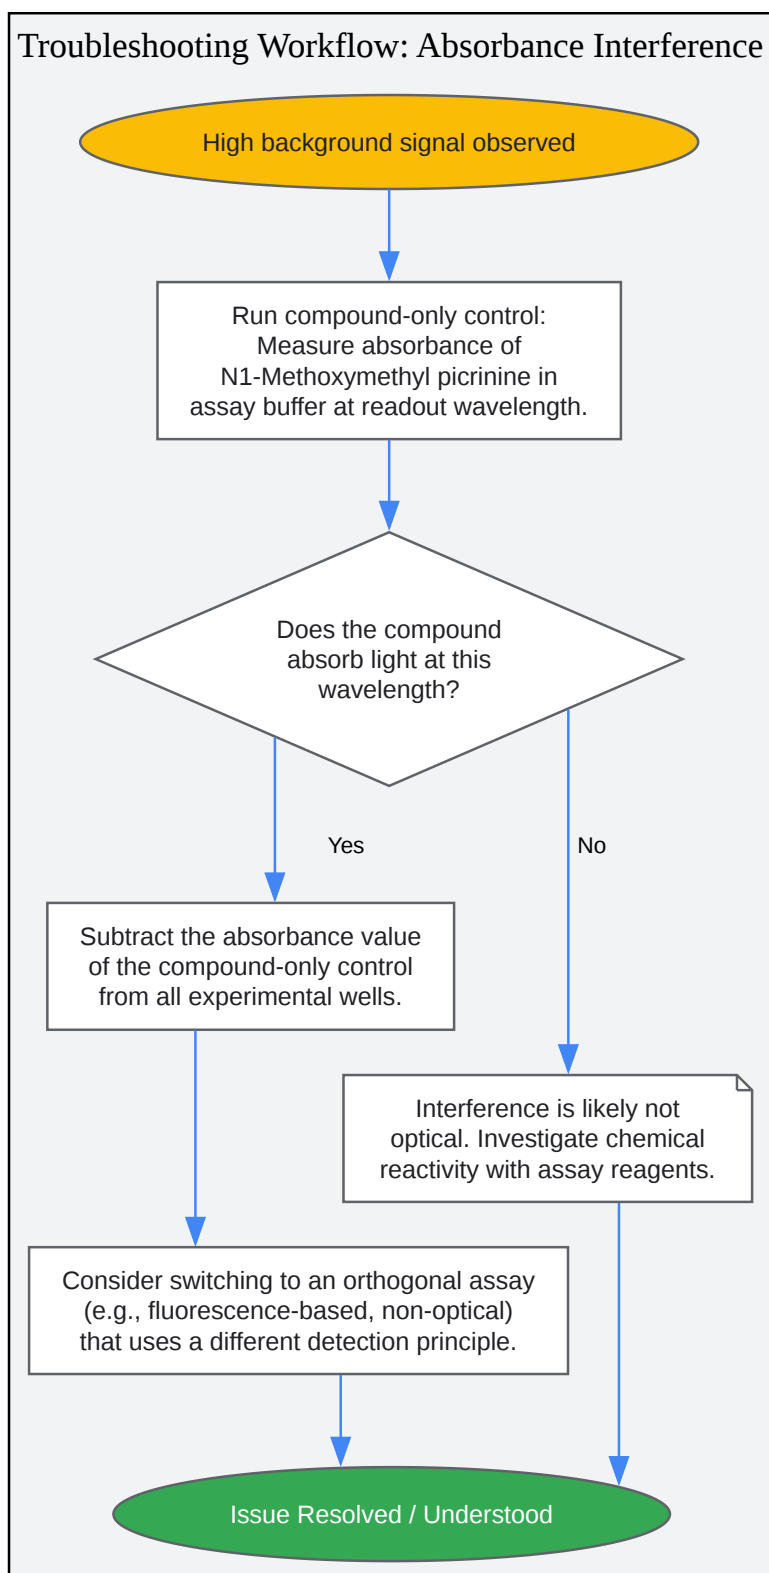 Troubleshooting Workflow: Absorbance Interference
High background signal observed
Run compound-only control:
Measure absorbance of
N1-Methoxymethyl picrinine in
assay buffer at readout wavelength.
Does the compound
absorb light at this
wavelength?
Yes
No
Subtract the absorbance value
of the compound-only control
from all experimental wells.
Interference is likely not
optical. Investigate chemical
reactivity with assay reagents.
Consider switching to an orthogonal assay
(e.g., fluorescence-based, non-optical)
that uses a different detection principle.
Issue Resolved / Understood